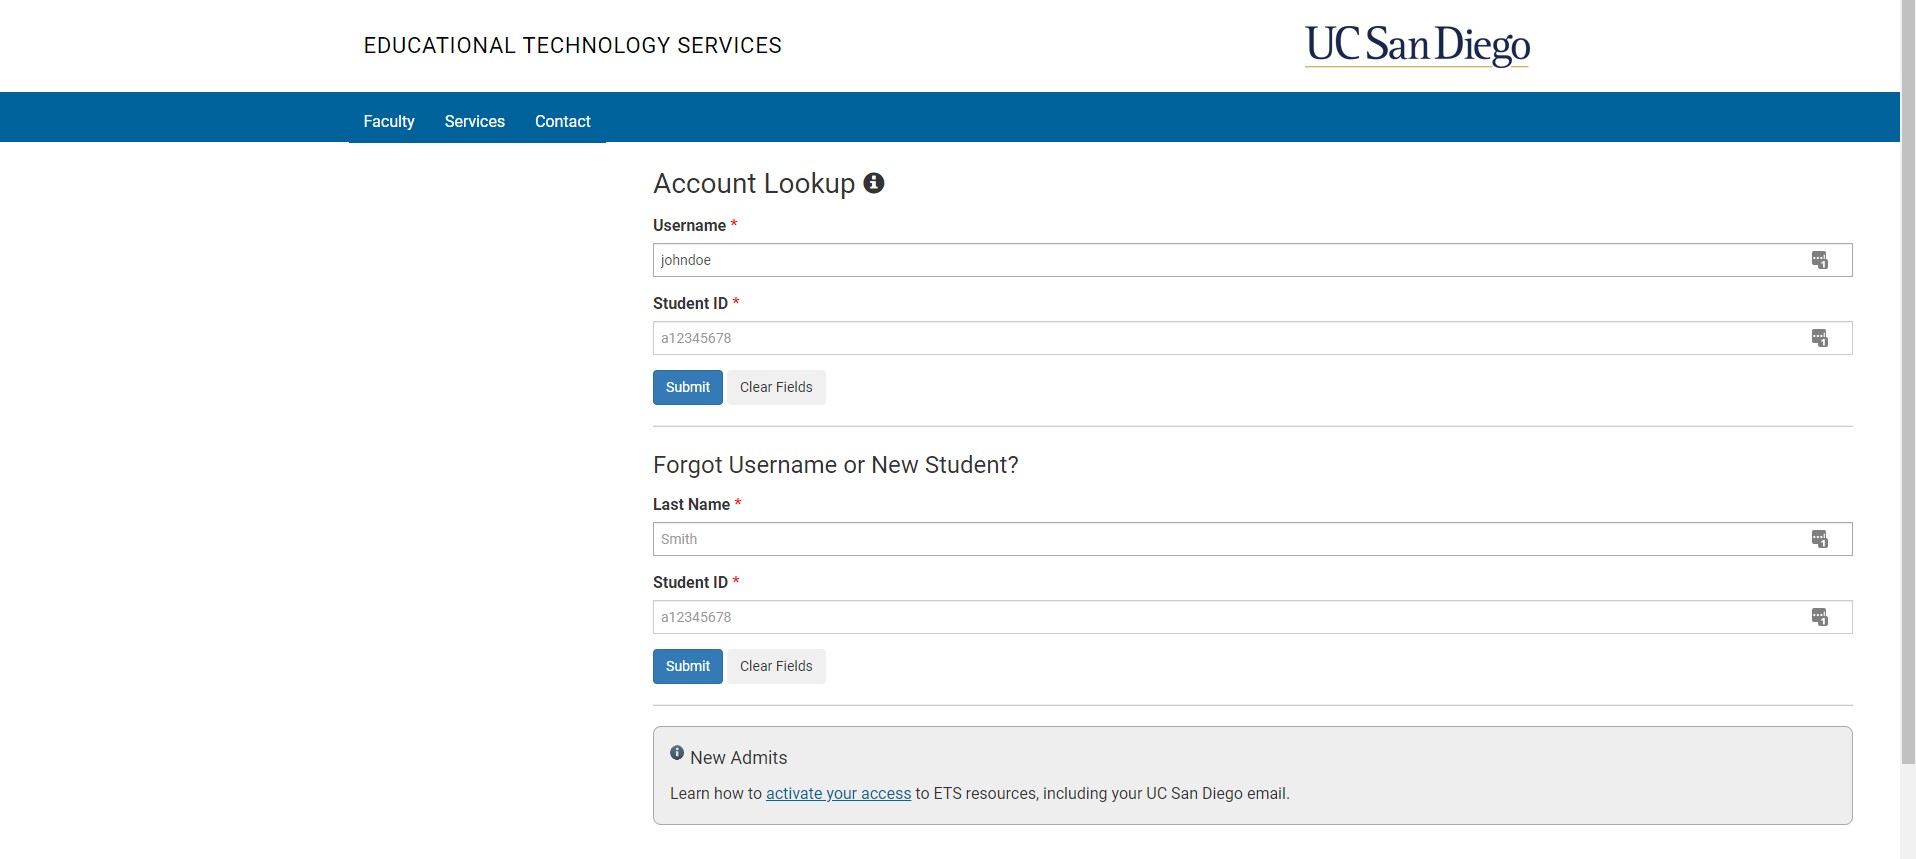 EDUCATIONAL TECHNOLOGY SERVICES
UC San Diego
Faculty Services Contact
Account Lookup
Username *
johndoe
Student ID *
a12345678
Submit Clear Fields
Forgot Username or New Student?
Last Name *
Smith
Student ID *
a12345678
Submit Clear Fields
New Admits
Learn how to activate your access to ETS resources, including your UC San Diego email.